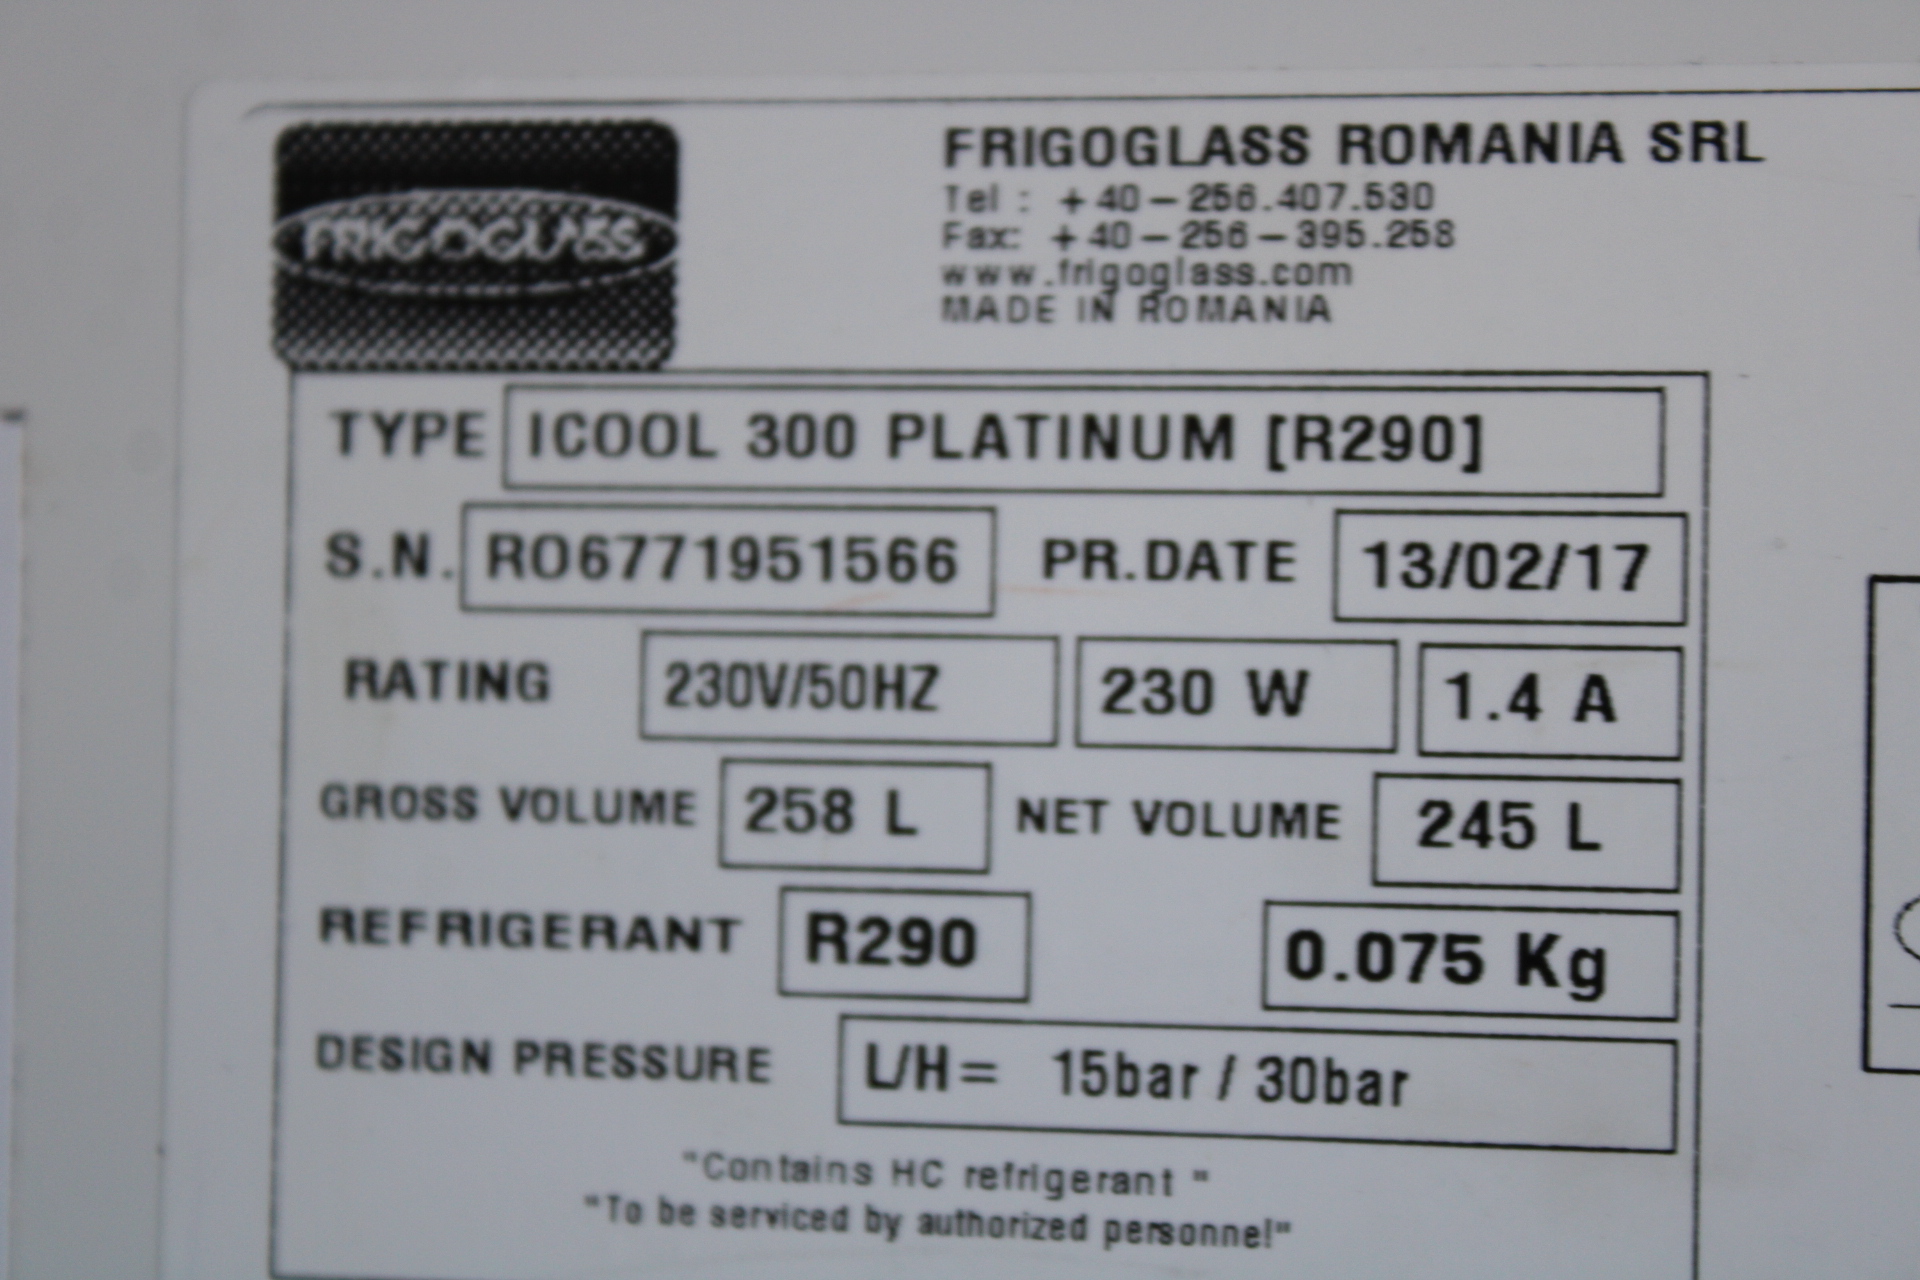 FRIGOGLASS
FRIGOGLASS ROMANIA SRL
Tel : +40-256.407.530
Fax: +40-256-395.258
www.frigoglass.com
MADE IN ROMANIA
TYPE ICOOL 300 PLATINUM [R290]
S.N. RO6771951566 PR.DATE 13/02/17
RATING 230V/50HZ 230 W 1.4 A
GROSS VOLUME 258 L NET VOLUME 245 L
REFRIGERANT R290 0.075 Kg
DESIGN PRESSURE L/H= 15bar / 30bar
"Contains HC refrigerant "
"To be serviced by authorized personnel"